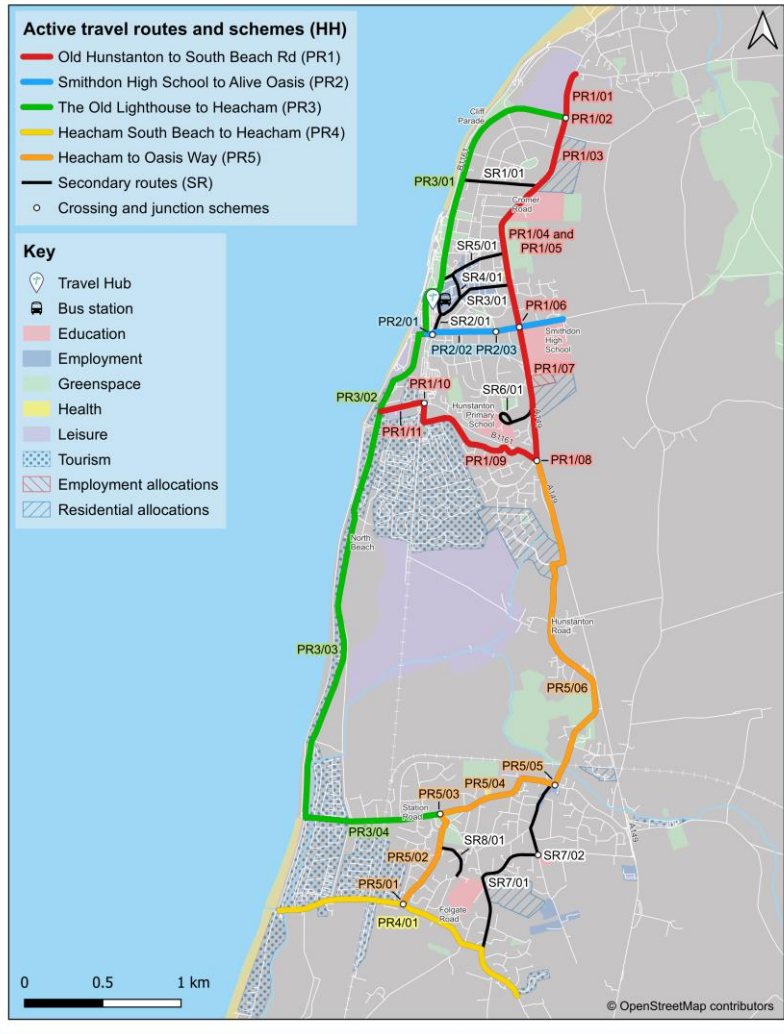 Active travel routes and schemes (HH)
Old Hunstanton to South Beach Rd (PR1)
Smithdon High School to Alive Oasis (PR2)
The Old Lighthouse to Heacham (PR3)
Heacham South Beach to Heacham (PR4)
Heacham to Oasis Way (PR5)
Secondary routes (SR)
Crossing and junction schemes
Key
Travel Hub
Bus station
Education
Employment
Greenspace
Health
Leisure
Tourism
Employment allocations
Residential allocations
PR1/01
Cliff
Parade
PR1/02
B1161
SR1/01
PR1/03
PR3/01
Cromer
Road
PR1/04 and
PR1/05
SR5/01
SR4/01
SR3/01
PR1/06
SR2/01
PR2/01
PR2/02
PR2/03
Smithdon
High
School
PR1/07
PR1/10
SR6/01
PR3/02
Hunstanton
Primary
School
A149
PR1/11
B1161
PR1/09
PR1/08
A149
North
Beach
Hunstanton
Road
PR3/03
PR5/06
PR5/05
PR5/04
PR5/03
Station
Road
PR3/04
A149
SR8/01
PR5/02
SR7/02
PR5/01
SR7/01
Folgate
Road
PR4/01
0 0.5 1 km
© OpenStreetMap contributors